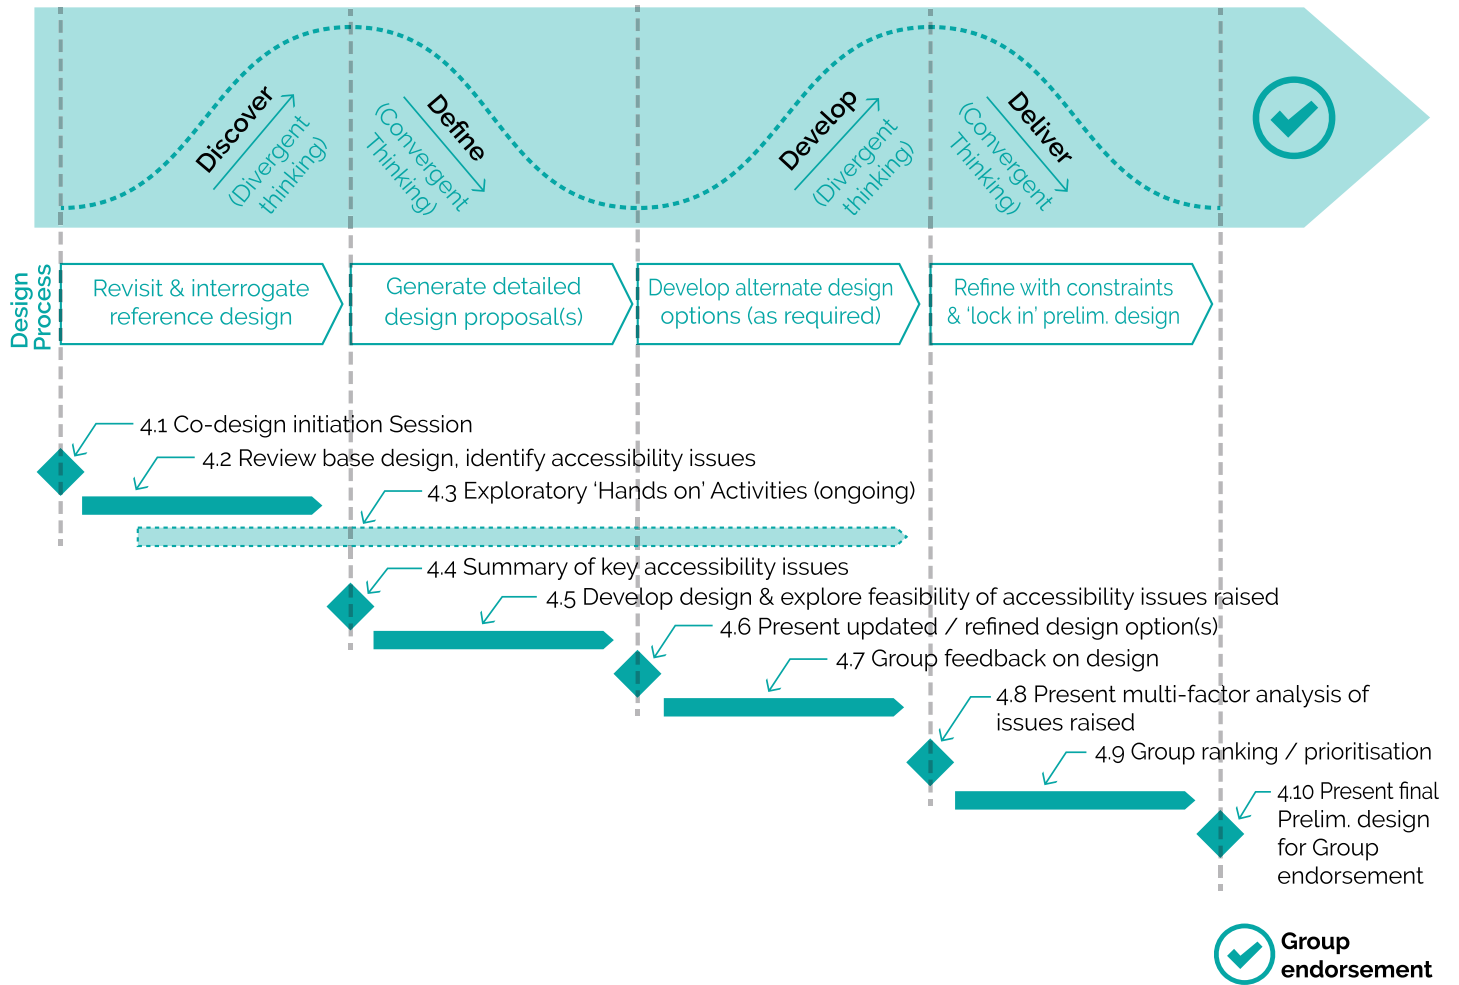 Discover
(Divergent
thinking)
Define
(Convergent
Thinking)
Develop
(Divergent
thinking)
Deliver
(Convergent
Thinking)
Design
Process
Revisit & interrogate
reference design
Generate detailed
design proposal(s)
Develop alternate design
options (as required)
Refine with constraints
& ‘lock in’ prelim. design
4.1 Co-design initiation Session
4.2 Review base design, identify accessibility issues
4.3 Exploratory ‘Hands on’ Activities (ongoing)
4.4 Summary of key accessibility issues
4.5 Develop design & explore feasibility of accessibility issues raised
4.6 Present updated / refined design option(s)
4.7 Group feedback on design
4.8 Present multi-factor analysis of
issues raised
4.9 Group ranking / prioritisation
4.10 Present final
Prelim. design
for Group
endorsement
Group
endorsement